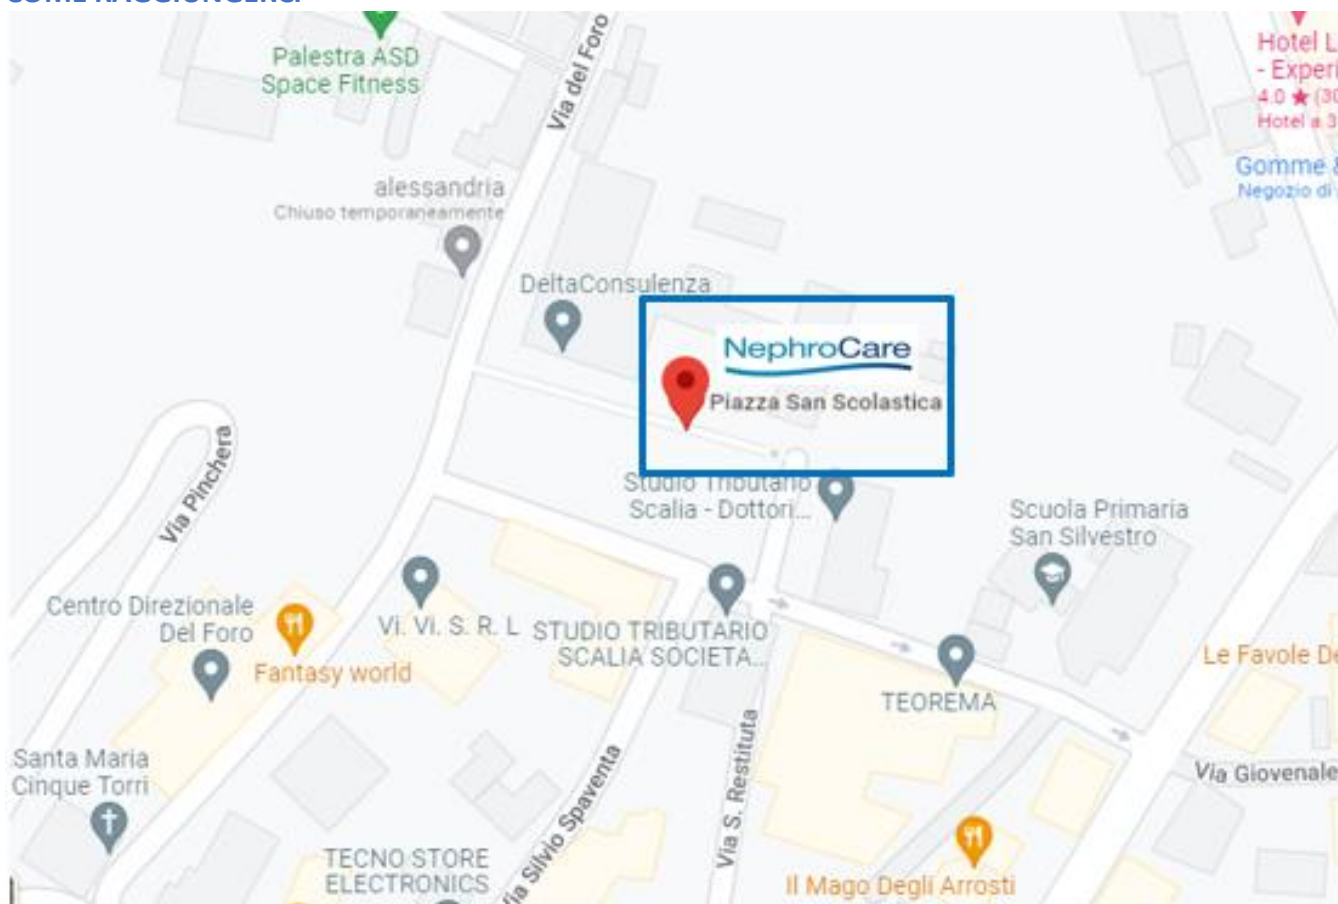 COME RAGGIUNGERCI
Palestra ASD
Space Fitness
Via del Foro
Hotel L
- Experi
4.0 ★ (30
Hotel a 3
Gomme &
Negozio di
alessandria
Chiuso temporaneamente
DeltaConsulenza
NephroCare
Piazza San Scolastica
Via Pinchera
Studio Tributario
Scalia - Dottori...
Scuola Primaria
San Silvestro
Centro Direzionale
Del Foro
Vi. Vi. S. R. L
STUDIO TRIBUTARIO
SCALIA SOCIETA...
Fantasy world
Le Favole De
TEOREMA
Santa Maria
Cinque Torri
Via Silvio Spaventa
Via S. Restituta
Via Giovenale
TECNO STORE
ELECTRONICS
Il Mago Degli Arrosti